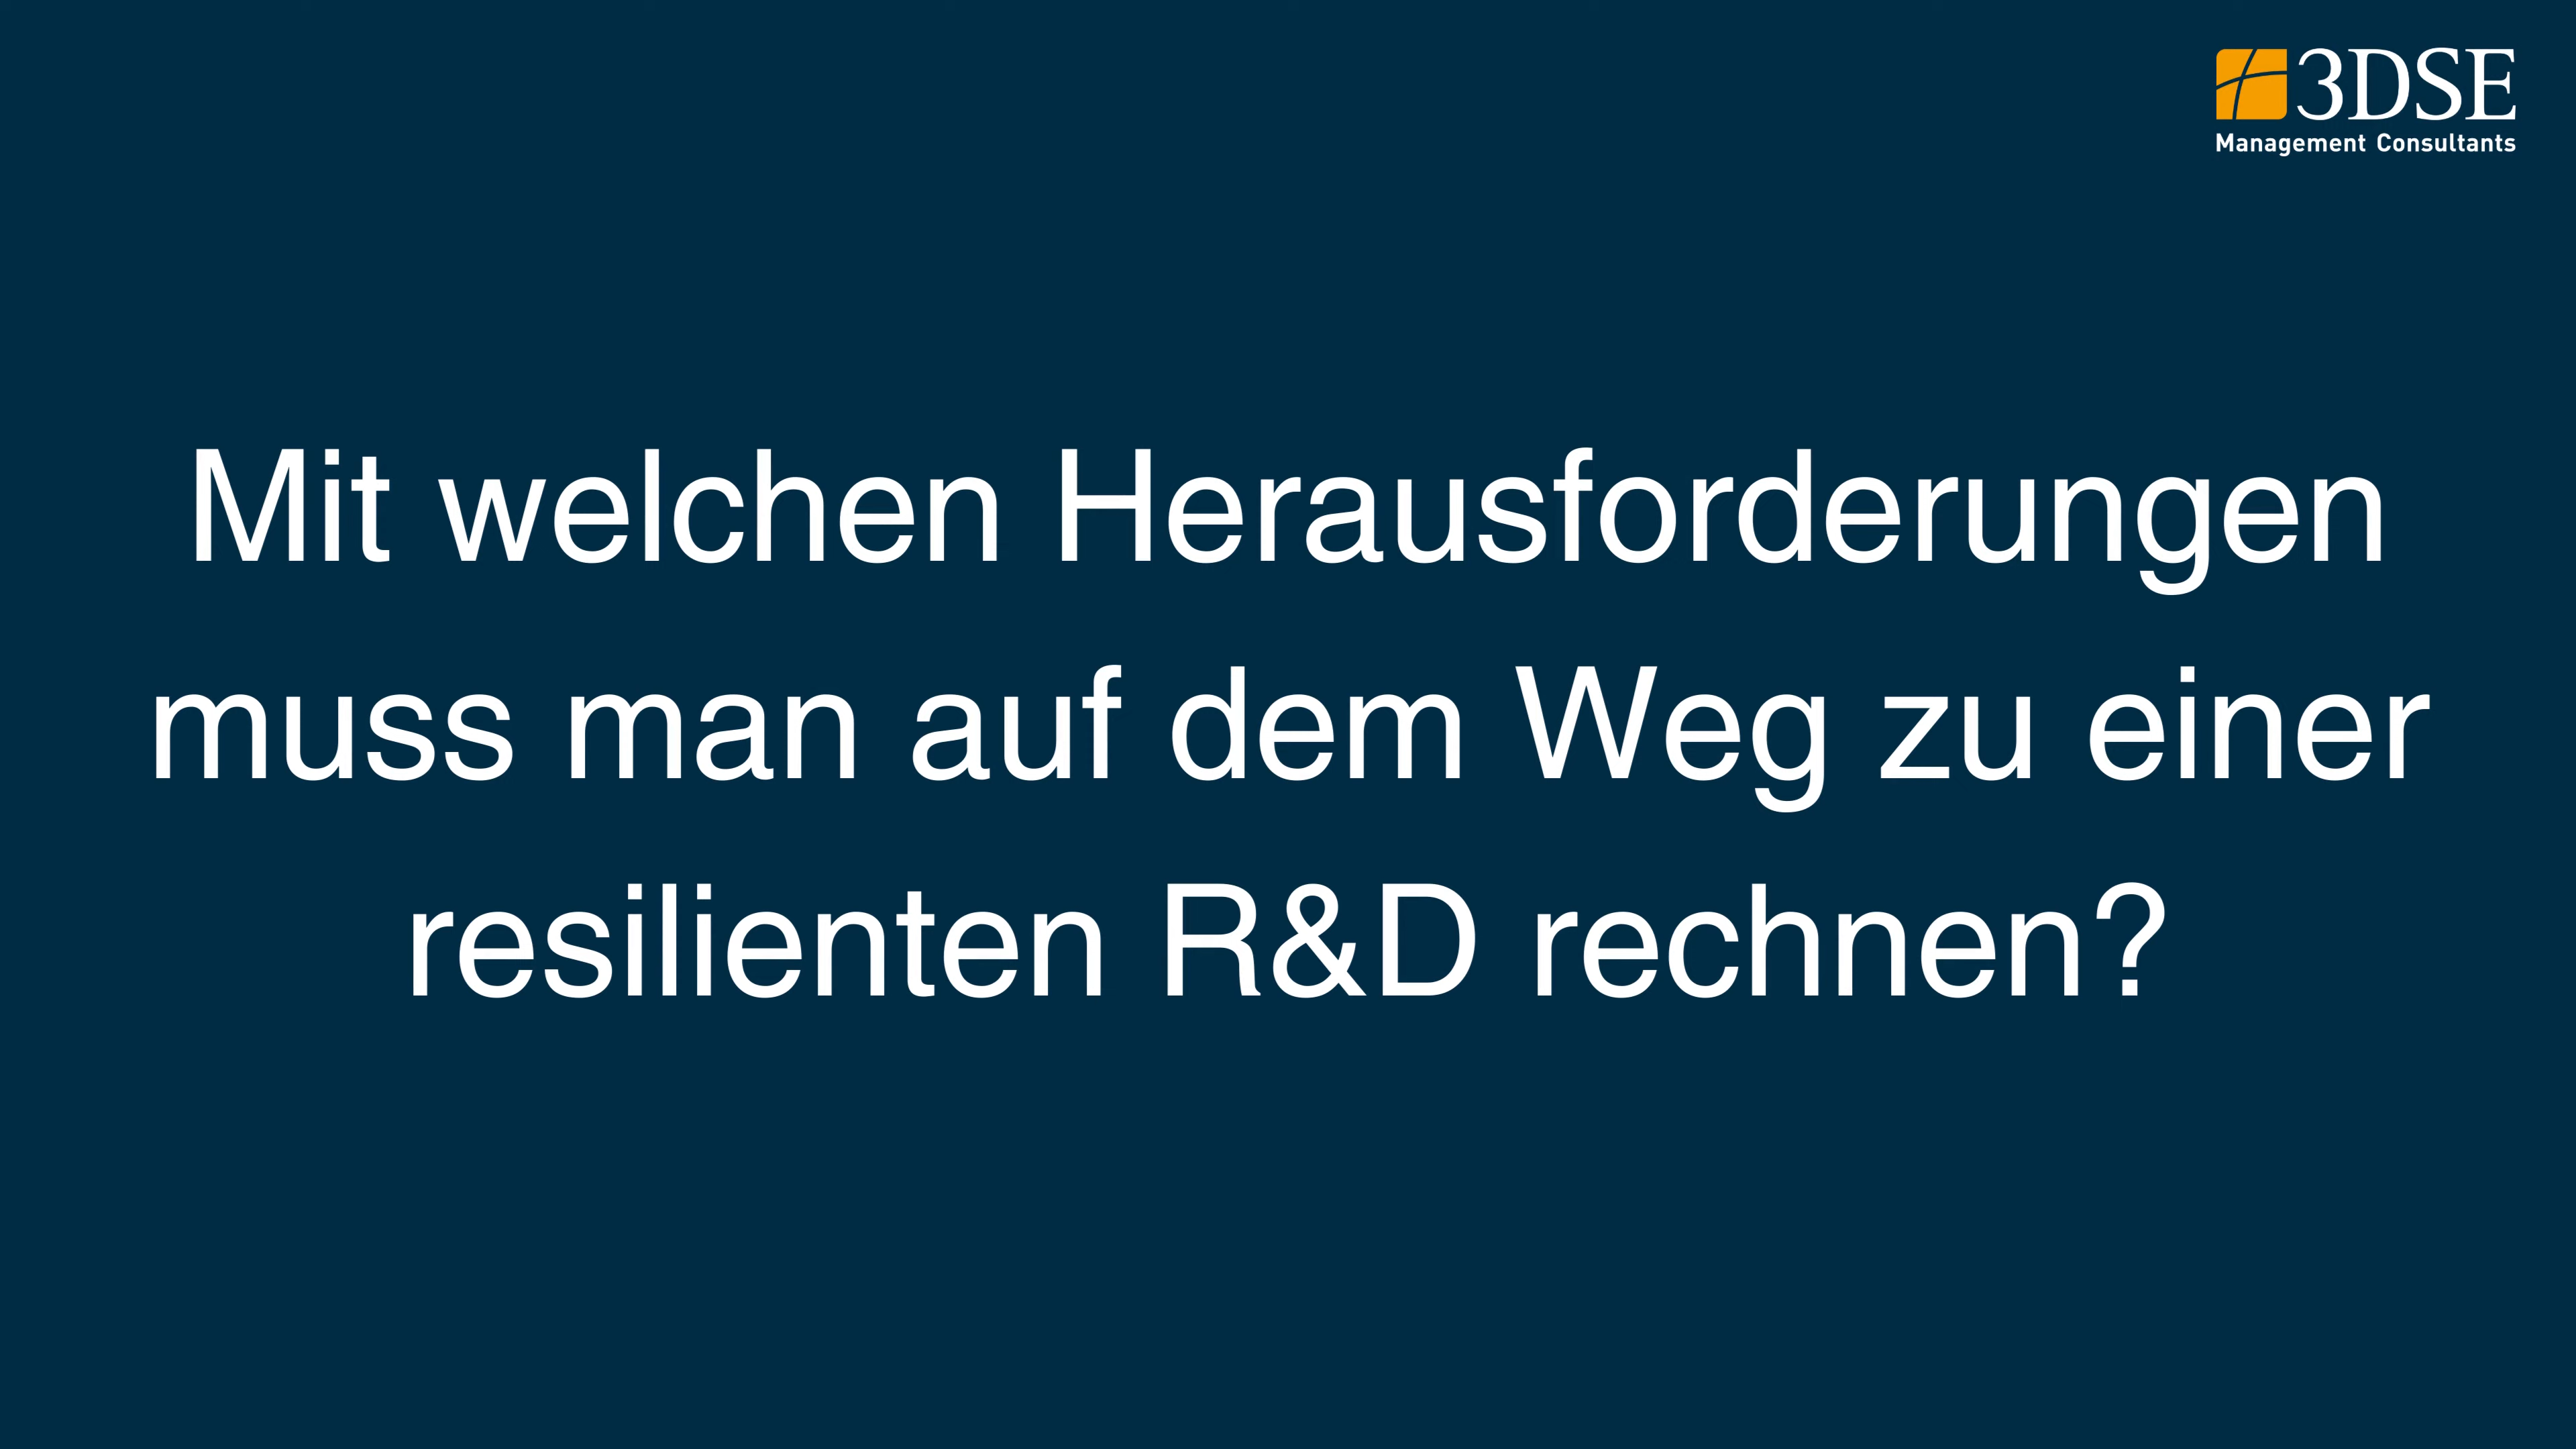 3DSE
Management Consultants
Mit welchen Herausforderungen
muss man auf dem Weg zu einer
resilienten R&D rechnen?